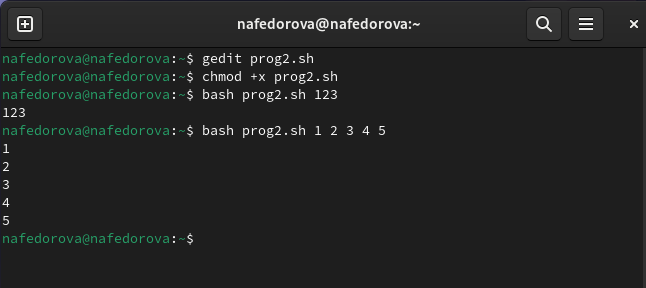 nafedorova@nafedorova:~
nafedorova@nafedorova:~$ gedit prog2.sh
nafedorova@nafedorova:~$ chmod +x prog2.sh
nafedorova@nafedorova:~$ bash prog2.sh 123
123
nafedorova@nafedorova:~$ bash prog2.sh 1 2 3 4 5
1
2
3
4
5
nafedorova@nafedorova:~$